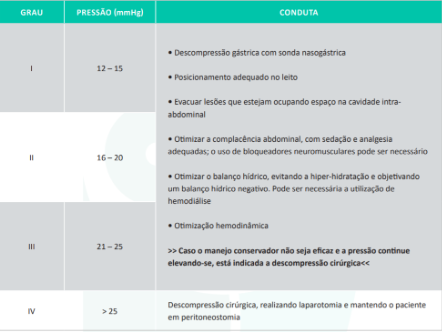 GRAU PRESSÃO (mmHg) CONDUTA
I 12 – 15
• Descompressão gástrica com sonda nasogástrica
• Posicionamento adequado no leito
• Evacuar lesões que estejam ocupando espaço na cavidade intra-
abdominal
II 16 – 20
• Otimizar a complacência abdominal, com sedação e analgesia
adequadas; o uso de bloqueadores neuromusculares pode ser necessário
• Otimizar o balanço hídrico, evitando a hiper-hidratação e objetivando
um balanço hídrico negativo. Pode ser necessária a utilização de
hemodiálise
III 21 – 25
• Otimização hemodinâmica
>> Caso o manejo conservador não seja eficaz e a pressão continue
elevando-se, está indicada a descompressão cirúrgica<<
IV > 25
Descompressão cirúrgica, realizando laparotomia e mantendo o paciente
em peritoneostomia